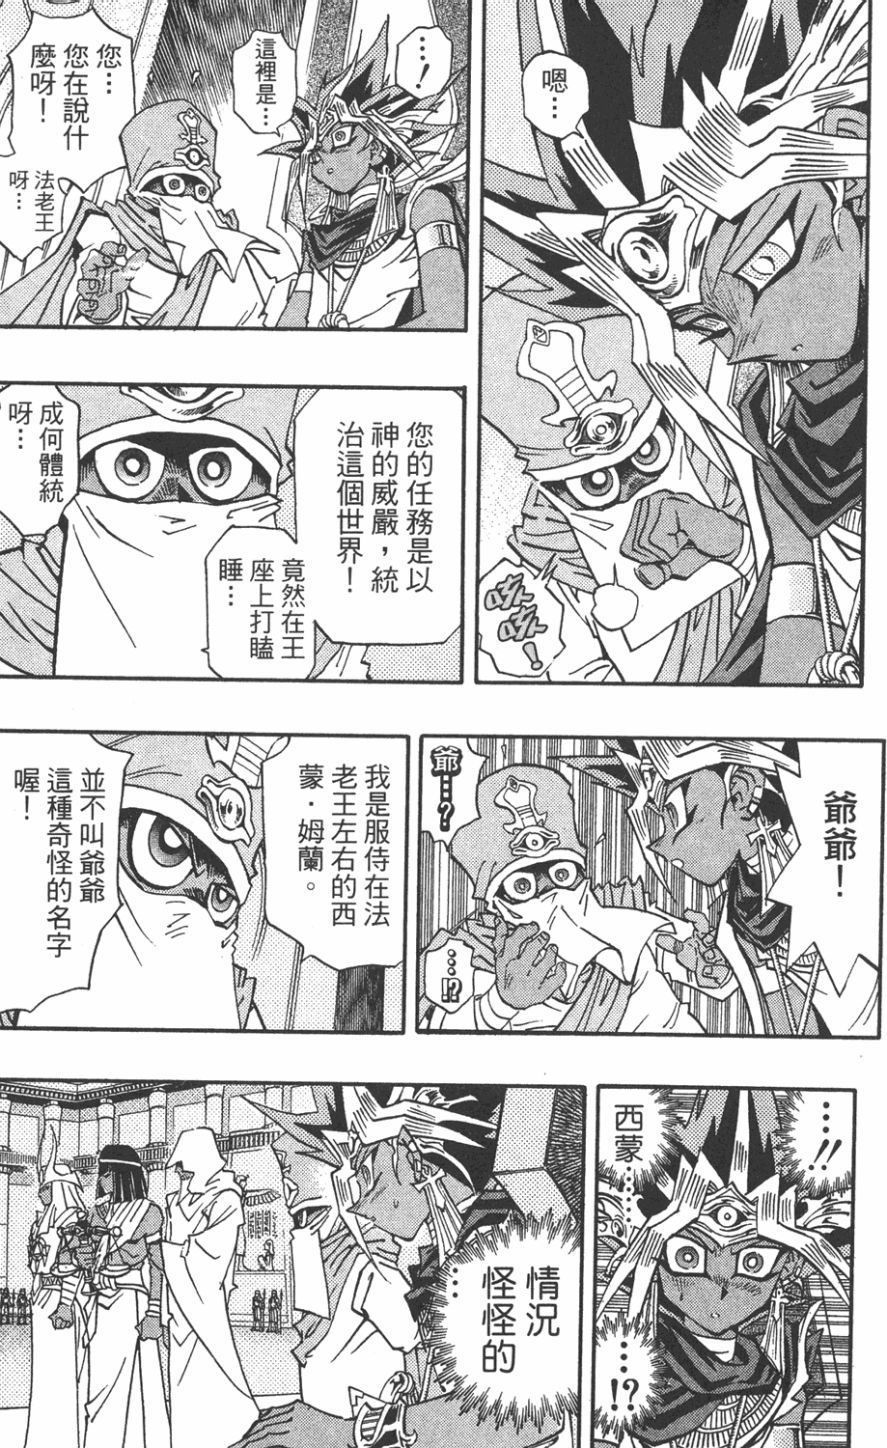 嗯…
咳
咳!
…!
這裡是…
您…
您在說什
麼呀!
法老王
呀…
您的任務是以
神的威嚴,統
治這個世界!
竟然在王
座上打瞌
睡…
成何體統
呀…
爺爺!
爺…?
…!?
我是服侍在法
老王左右的西
蒙·姆蘭。
並不叫爺爺
這種奇怪的名字
喔!
…!!
西蒙……
…!?
情況
怪怪的
…